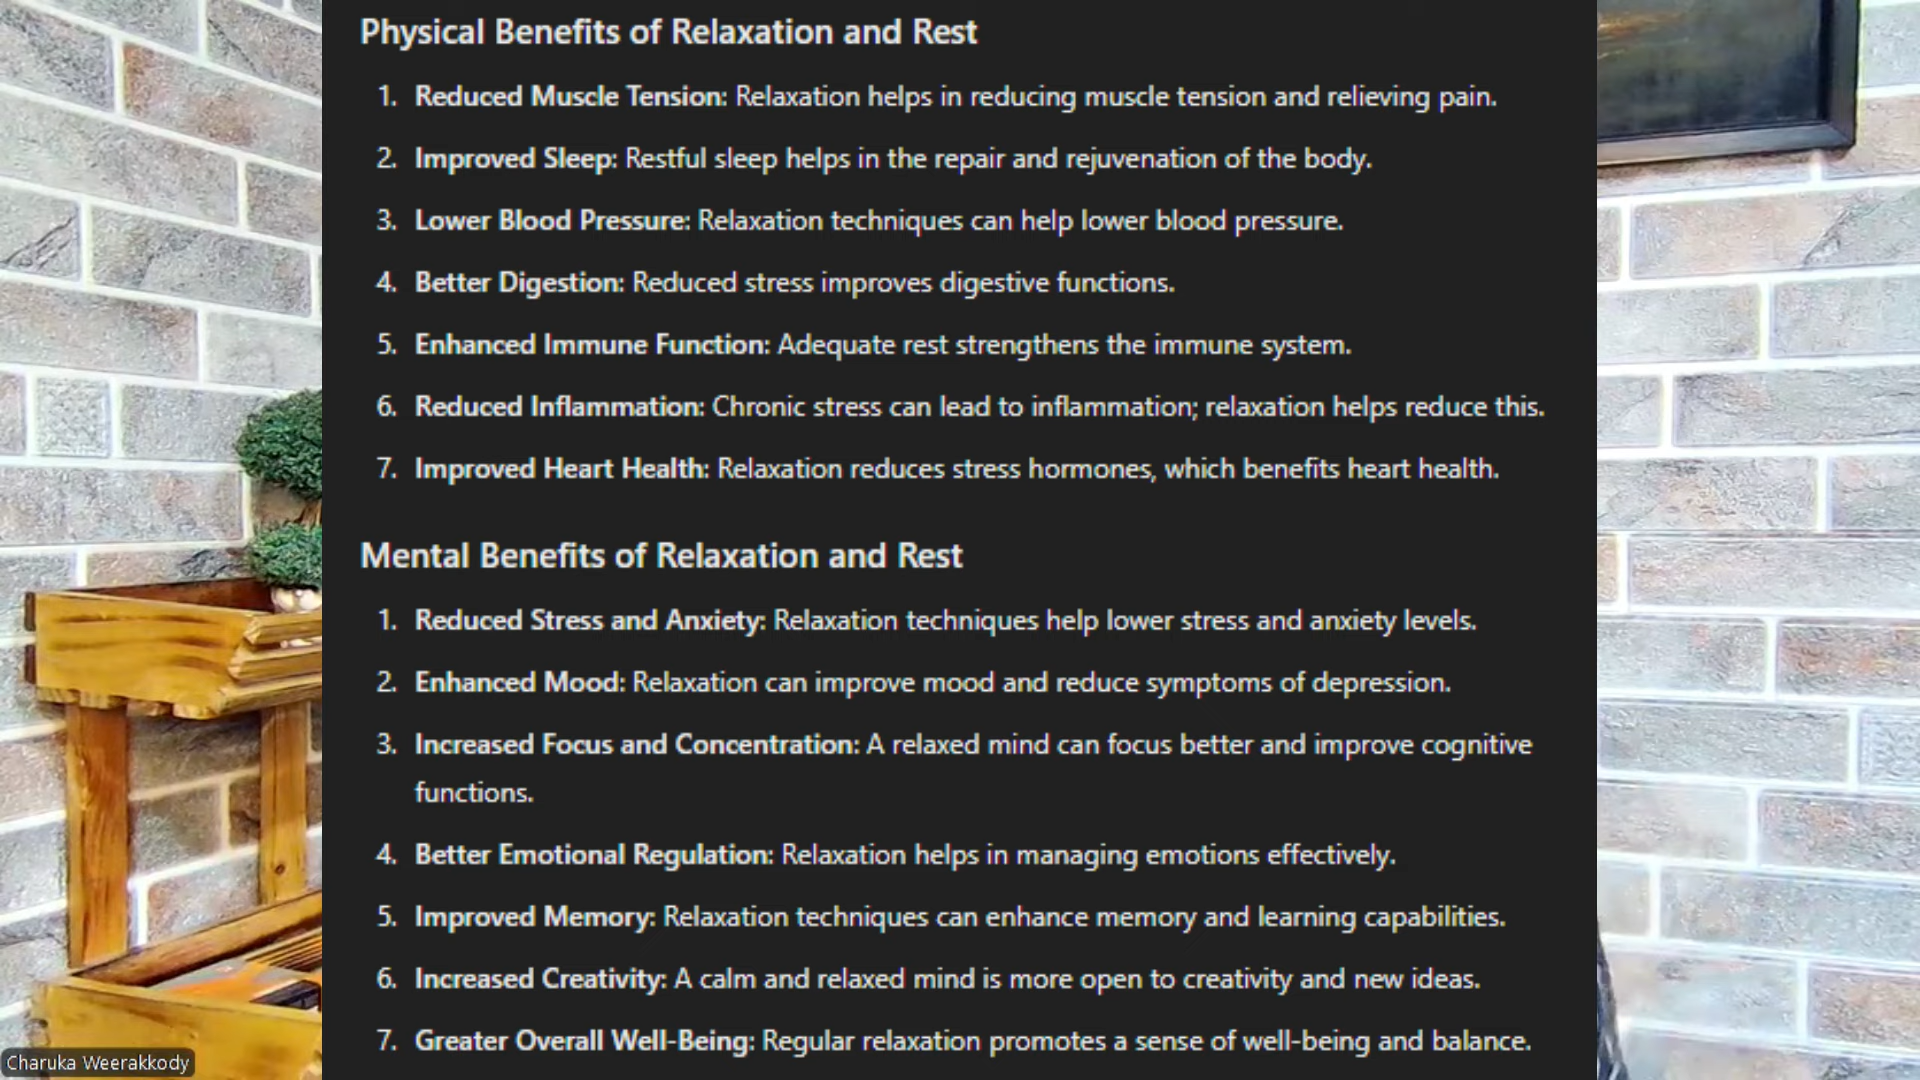 Physical Benefits of Relaxation and Rest
1. Reduced Muscle Tension: Relaxation helps in reducing muscle tension and relieving pain.
2. Improved Sleep: Restful sleep helps in the repair and rejuvenation of the body.
3. Lower Blood Pressure: Relaxation techniques can help lower blood pressure.
4. Better Digestion: Reduced stress improves digestive functions.
5. Enhanced Immune Function: Adequate rest strengthens the immune system.
6. Reduced Inflammation: Chronic stress can lead to inflammation; relaxation helps reduce this.
7. Improved Heart Health: Relaxation reduces stress hormones, which benefits heart health.
Mental Benefits of Relaxation and Rest
1. Reduced Stress and Anxiety: Relaxation techniques help lower stress and anxiety levels.
2. Enhanced Mood: Relaxation can improve mood and reduce symptoms of depression.
3. Increased Focus and Concentration: A relaxed mind can focus better and improve cognitive
functions.
4. Better Emotional Regulation: Relaxation helps in managing emotions effectively.
5. Improved Memory: Relaxation techniques can enhance memory and learning capabilities.
6. Increased Creativity: A calm and relaxed mind is more open to creativity and new ideas.
7. Greater Overall Well-Being: Regular relaxation promotes a sense of well-being and balance.
Charuka Weerakkody